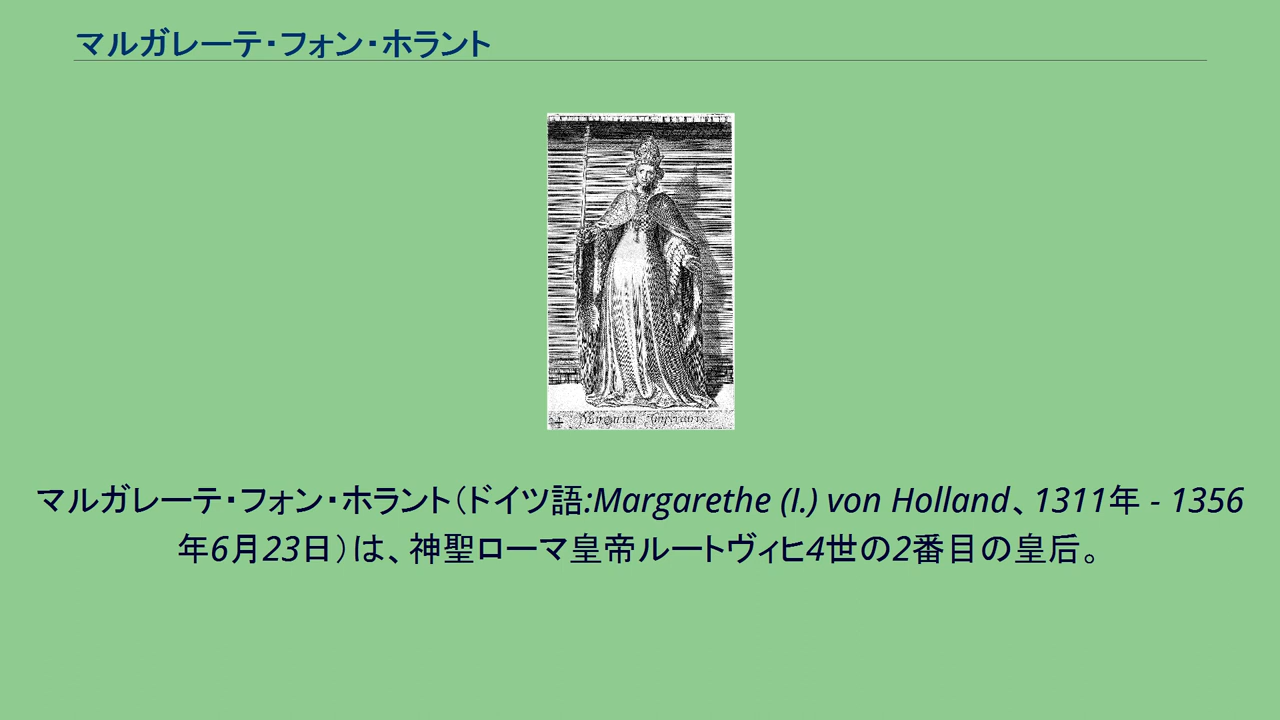 マルガレーテ・フォン・ホラント
Margarita Imperatrix
マルガレーテ・フォン・ホラント（ドイツ語:Margarethe (I.) von Holland、1311年 - 1356
年6月23日）は、神聖ローマ皇帝ルートヴィヒ4世の2番目の皇后。